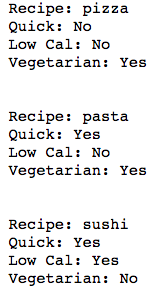 Recipe: pizza
Quick: No
Low Cal: No
Vegetarian: Yes
Recipe: pasta
Quick: Yes
Low Cal: No
Vegetarian: Yes
Recipe: sushi
Quick: Yes
Low Cal: Yes
Vegetarian: No